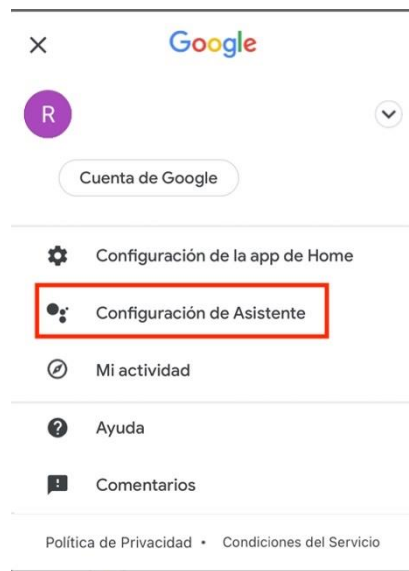 Google
R
Cuenta de Google
Configuración de la app de Home
Configuración de Asistente
Mi actividad
Ayuda
Comentarios
Política de Privacidad • Condiciones del Servicio